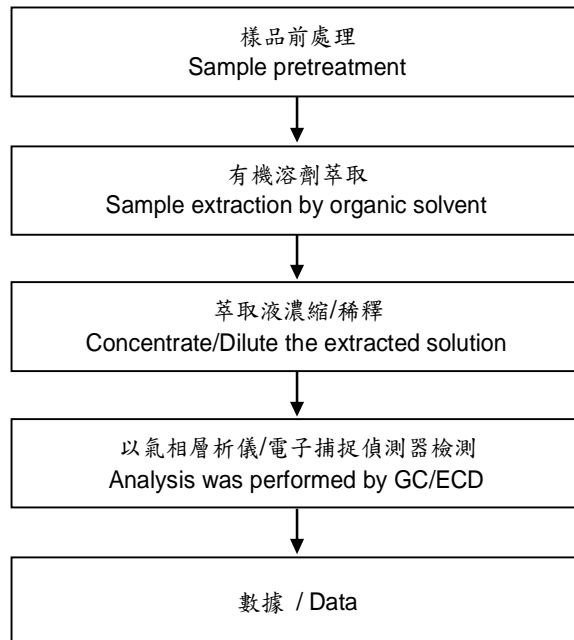 樣品前處理
Sample pretreatment
有機溶劑萃取
Sample extraction by organic solvent
萃取液濃縮/稀釋
Concentrate/Dilute the extracted solution
以氣相層析儀/電子捕捉偵測器檢測
Analysis was performed by GC/ECD
數據 / Data